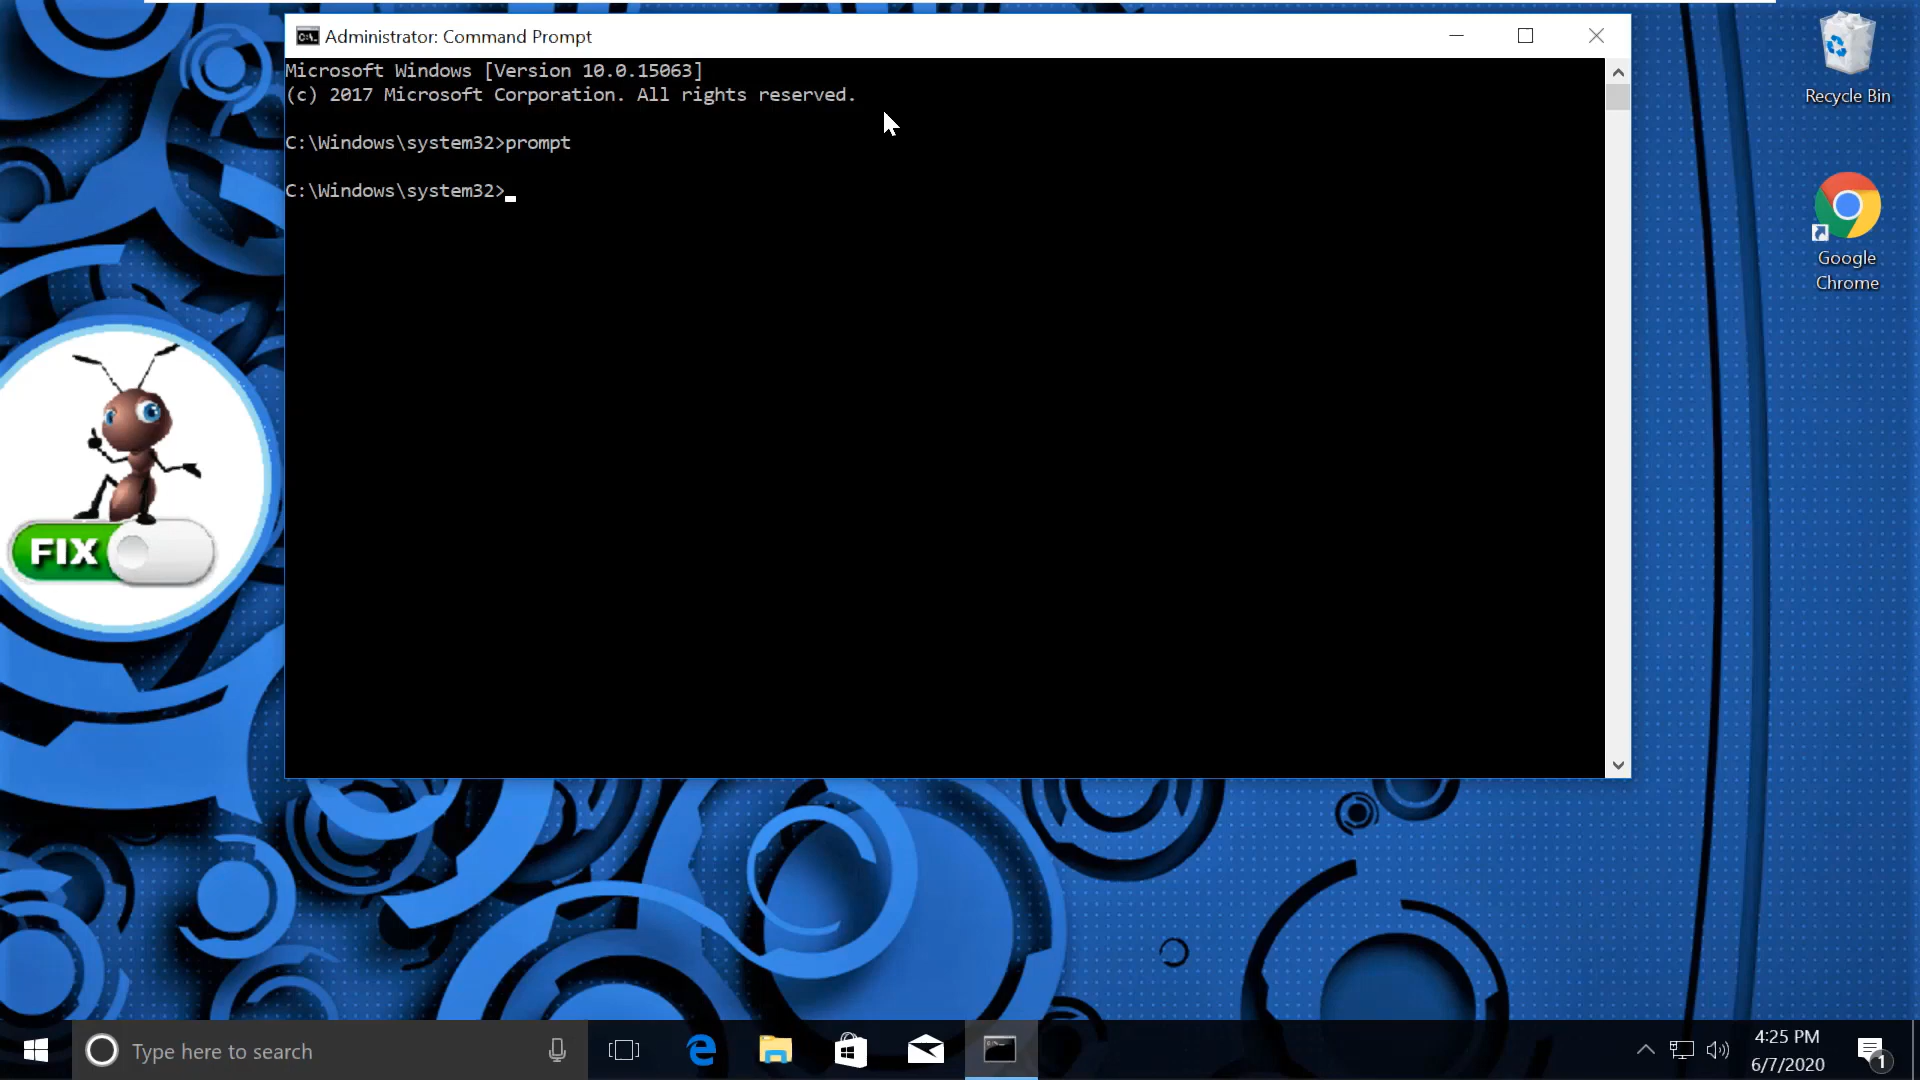 Administrator: Command Prompt
Microsoft Windows [Version 10.0.15063]
(c) 2017 Microsoft Corporation. All rights reserved.
C:\Windows\system32>prompt
C:\Windows\system32>
Recycle Bin
Google
Chrome
FIX
Type here to search
4:25 PM
6/7/2020
1